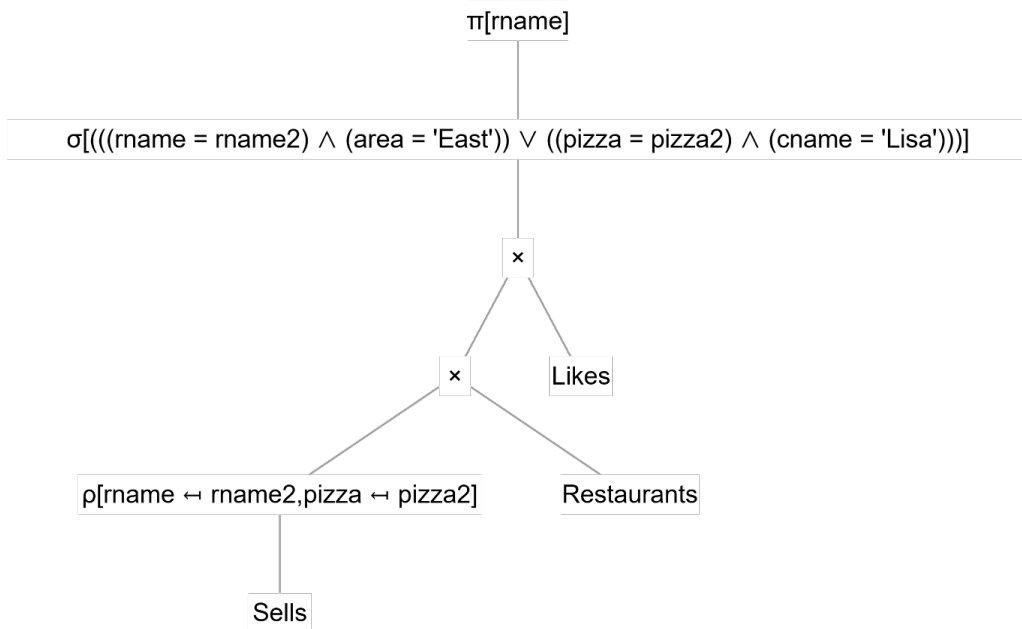 π[rname]
σ[(((rname = rname2) ∧ (area = 'East')) ∨ ((pizza = pizza2) ∧ (cname = 'Lisa')))]
×
×
Likes
ρ[rname ↤ rname2,pizza ↤ pizza2]
Restaurants
Sells